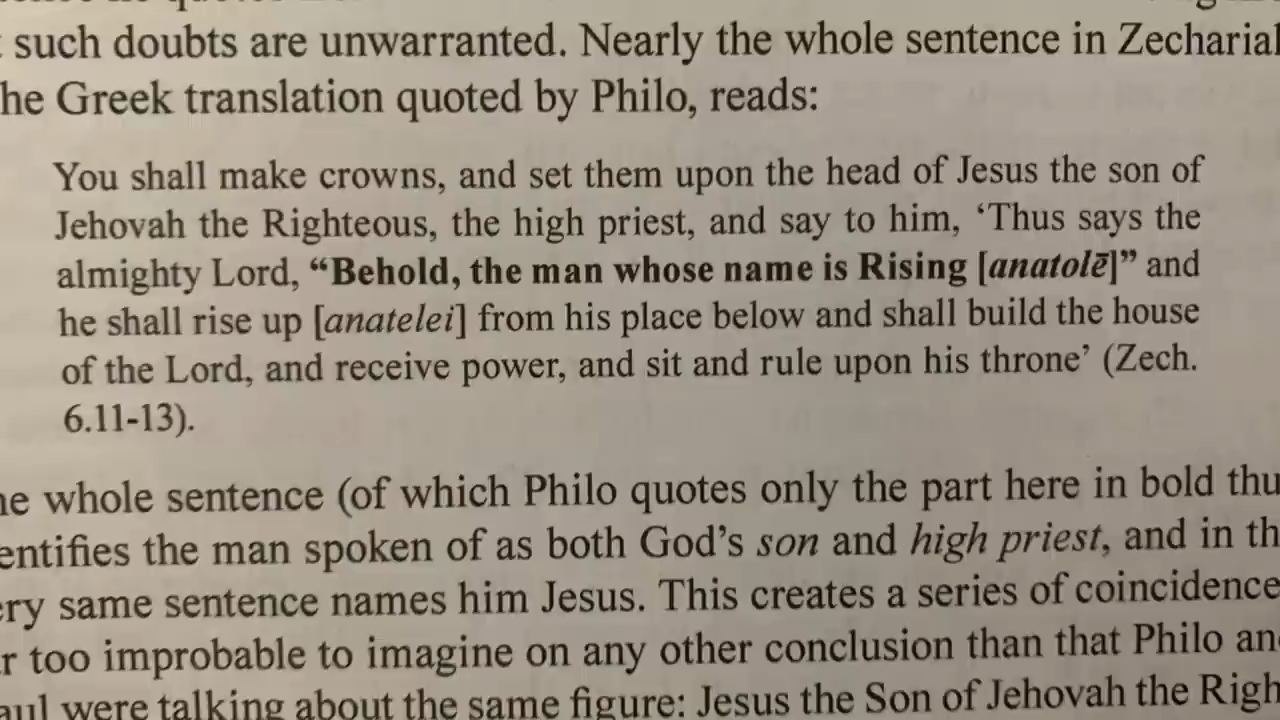 such doubts are unwarranted. Nearly the whole sentence in
he Greek translation quoted by Philo, reads:
You shall make crowns, and set them upon the head of Jesus the son of
Jehovah the Righteous, the high priest, and say to him, ‘Thus says the
almighty Lord, “Behold, the man whose name is Rising [anatolē]” and
he shall rise up [anatelei] from his place below and shall build the house
of the Lord, and receive power, and sit and rule upon his throne’ (Zech.
6.11-13).
he whole sentence (of which Philo quotes only the part here in bold thu
entifies the man spoken of as both God’s son and high priest, and in th
ery same sentence names him Jesus. This creates a series of coincidence
r too improbable to imagine on any other conclusion than that Philo an
aul were talking about the same figure: Jesus the Son of Jehovah the Righ